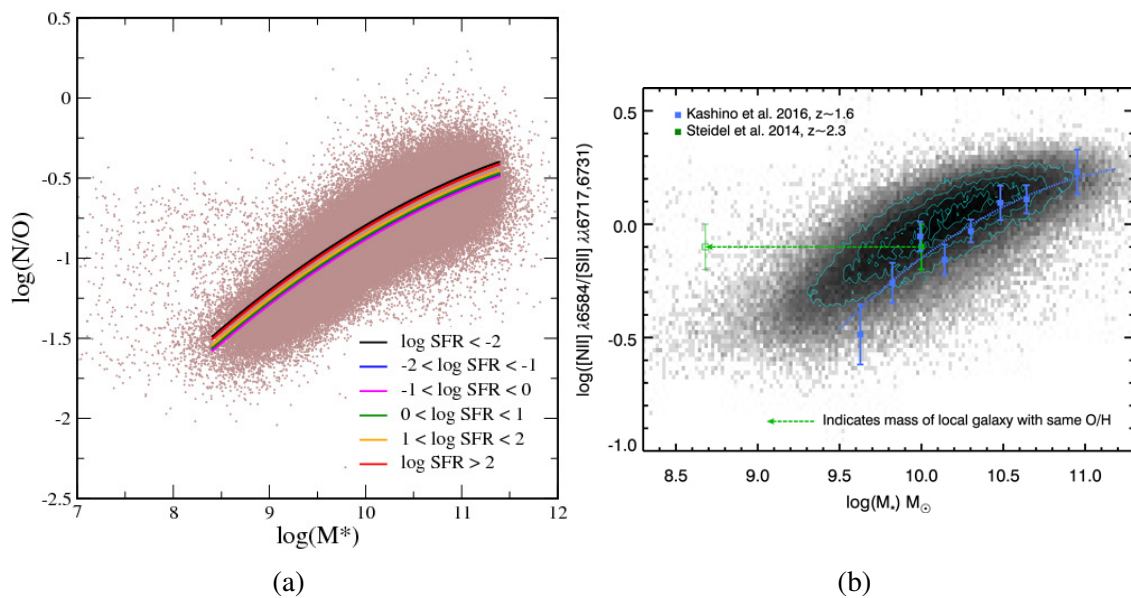 0.5
0
-0.5
-1
-1.5
-2
-2.5
log(N/O)
log SFR < -2
-2 < log SFR < -1
-1 < log SFR < 0
0 < log SFR < 1
1 < log SFR < 2
log SFR > 2
7 8 9 10 11 12
log(M*)
(a)
0.5
0.0
-0.5
-1.0
log([NII] λ6584/[SII] λλ6717,6731)
Kashino et al. 2016, z~1.6
Steidel et al. 2014, z~2.3
Indicates mass of local galaxy with same O/H
8.5 9.0 9.5 10.0 10.5 11.0
log(M*) M⊙
(b)